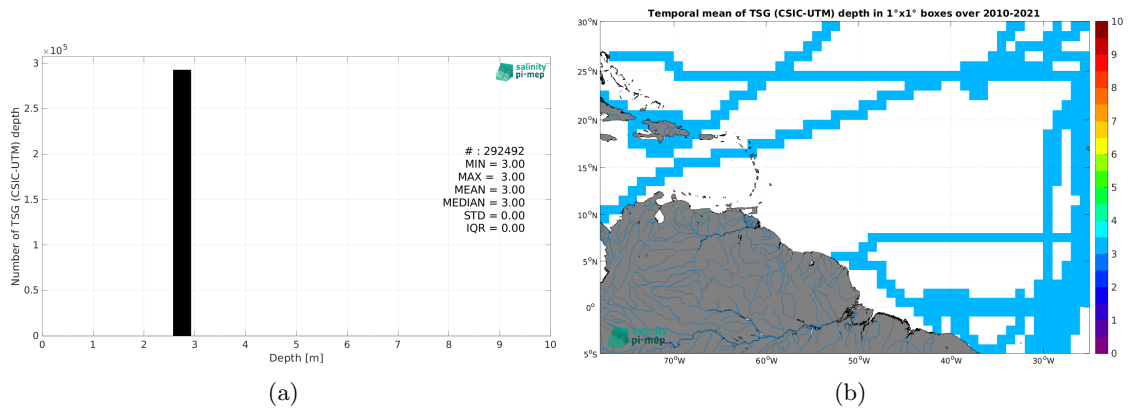 ×10⁵
3
2.5
2
1.5
1
0.5
0
0 1 2 3 4 5 6 7 8 9 10
Number of TSG (CSIC-UTM) depth
Depth [m]
salinity
pi-mep
# : 292492
MIN = 3.00
MAX = 3.00
MEAN = 3.00
MEDIAN = 3.00
STD = 0.00
IQR = 0.00
(a)
Temporal mean of TSG (CSIC-UTM) depth in 1°x1° boxes over 2010-2021
30°N
25°N
20°N
15°N
10°N
5°N
0°
5°S
70°W 60°W 50°W 40°W 30°W
salinity
pi-mep
10
9
8
7
6
5
4
3
2
1
0
(b)